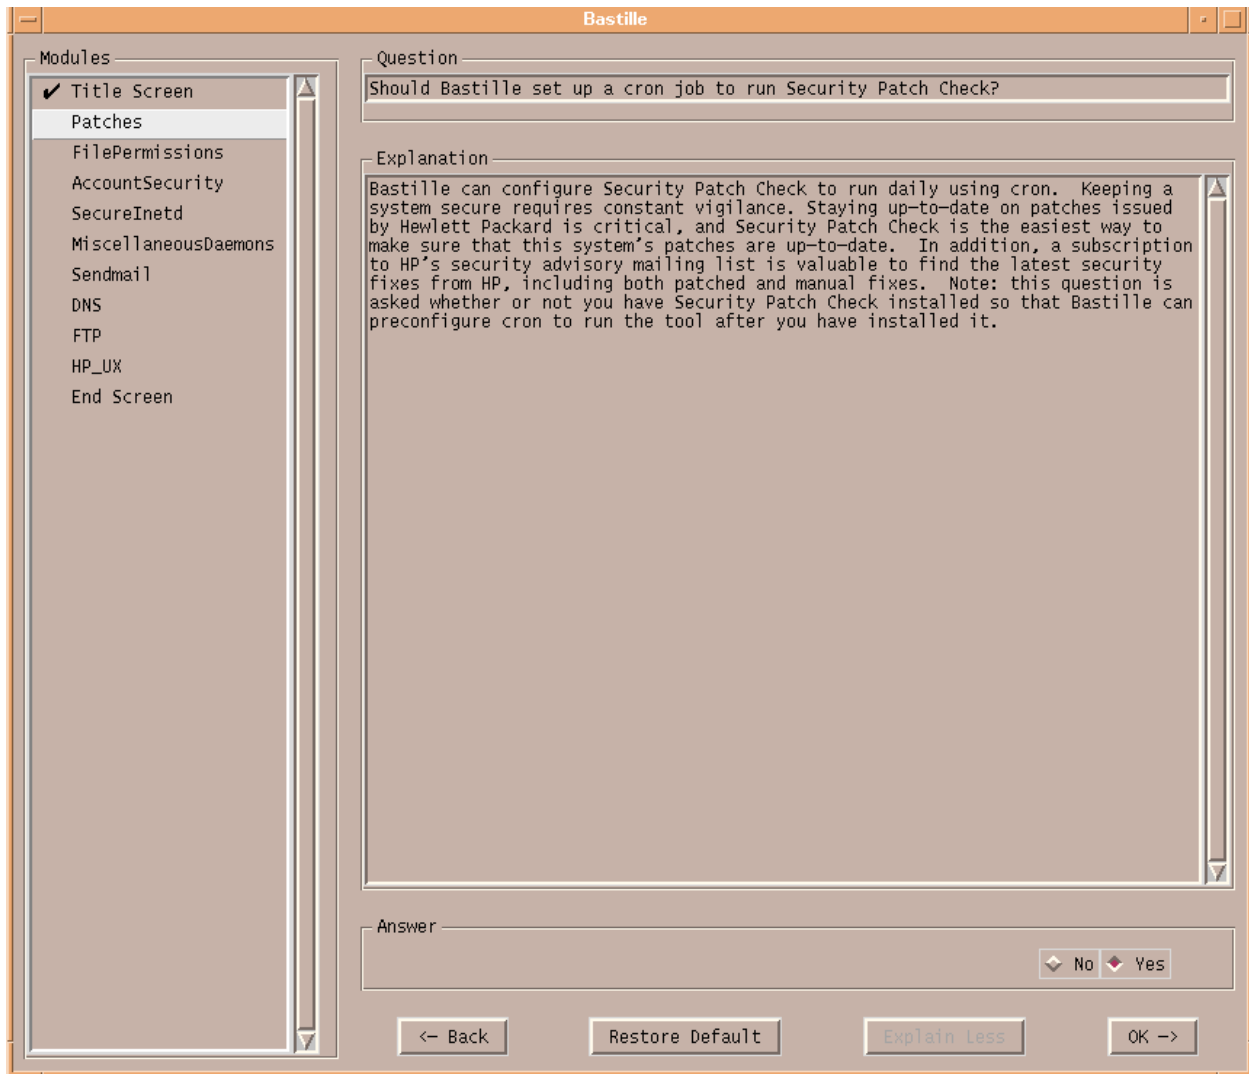 Bastille
Modules
✔ Title Screen
Patches
FilePermissions
AccountSecurity
SecureInetd
MiscellaneousDaemons
Sendmail
DNS
FTP
HP_UX
End Screen
Question
Should Bastille set up a cron job to run Security Patch Check?
Explanation
Bastille can configure Security Patch Check to run daily using cron.  Keeping a
system secure requires constant vigilance. Staying up-to-date on patches issued
by Hewlett Packard is critical, and Security Patch Check is the easiest way to
make sure that this system's patches are up-to-date.  In addition, a subscription
to HP's security advisory mailing list is valuable to find the latest security
fixes from HP, including both patched and manual fixes.  Note: this question is
asked whether or not you have Security Patch Check installed so that Bastille can
preconfigure cron to run the tool after you have installed it.
Answer
No Yes
<- Back Restore Default Explain Less OK ->